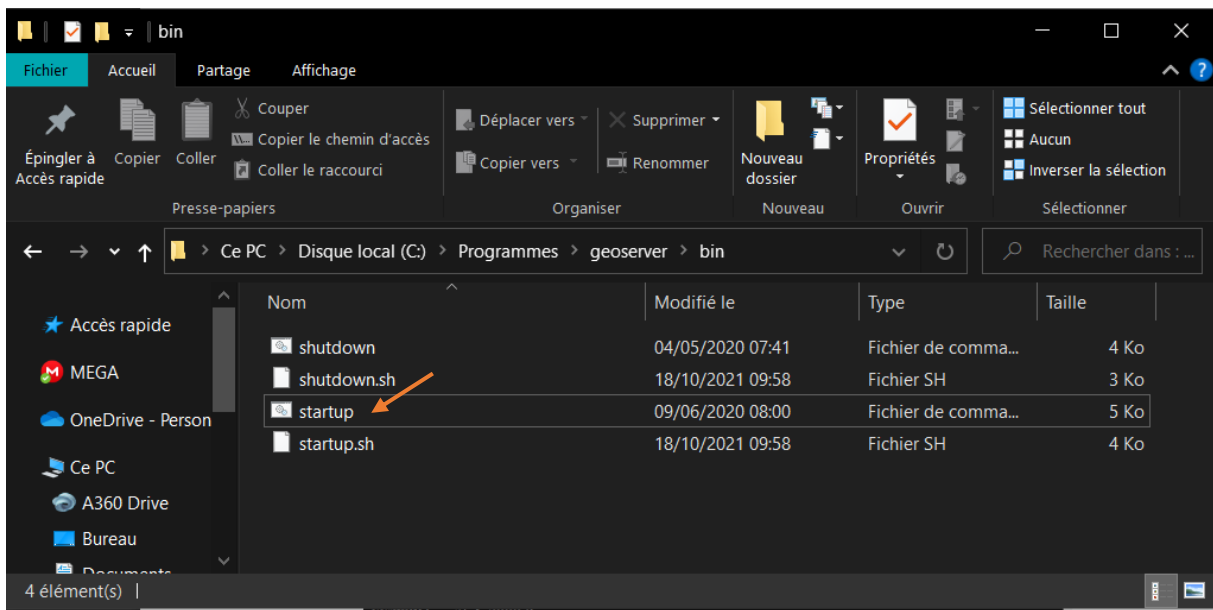 bin
Fichier Accueil Partage Affichage
Épingler à Accès rapide
Copier
Coller
Couper
Copier le chemin d'accès
Coller le raccourci
Déplacer vers
Copier vers
Supprimer
Renommer
Nouveau dossier
Propriétés
Sélectionner tout
Aucun
Inverser la sélection
Presse-papiers Organiser Nouveau Ouvrir Sélectionner
Ce PC > Disque local (C:) > Programmes > geoserver > bin
Rechercher dans : ...
Accès rapide
MEGA
OneDrive - Person
Ce PC
A360 Drive
Bureau
Documents
Nom Modifié le Type Taille
shutdown 04/05/2020 07:41 Fichier de comma... 4 Ko
shutdown.sh 18/10/2021 09:58 Fichier SH 3 Ko
startup 09/06/2020 08:00 Fichier de comma... 5 Ko
startup.sh 18/10/2021 09:58 Fichier SH 4 Ko
4 élément(s)